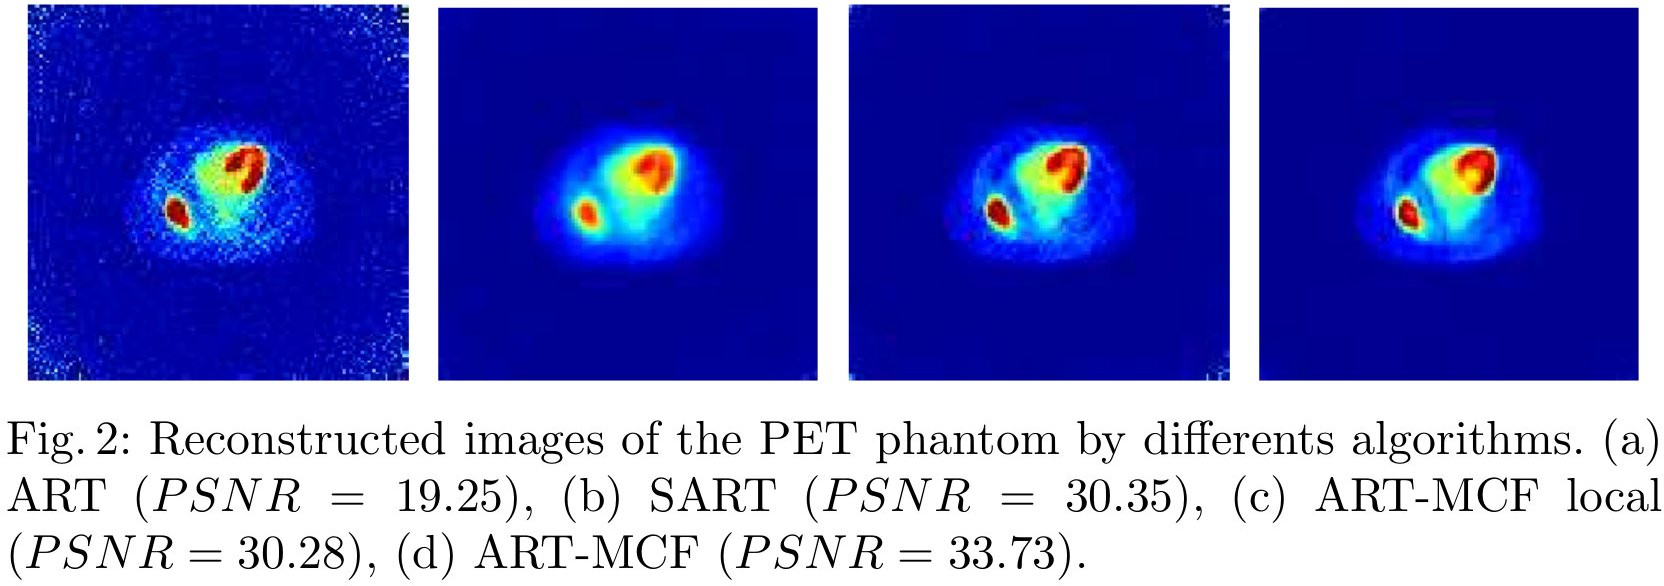 Fig. 2: Reconstructed images of the PET phantom by differents algorithms. (a)
ART (PSNR = 19.25), (b) SART (PSNR = 30.35), (c) ART-MCF local
(PSNR = 30.28), (d) ART-MCF (PSNR = 33.73).